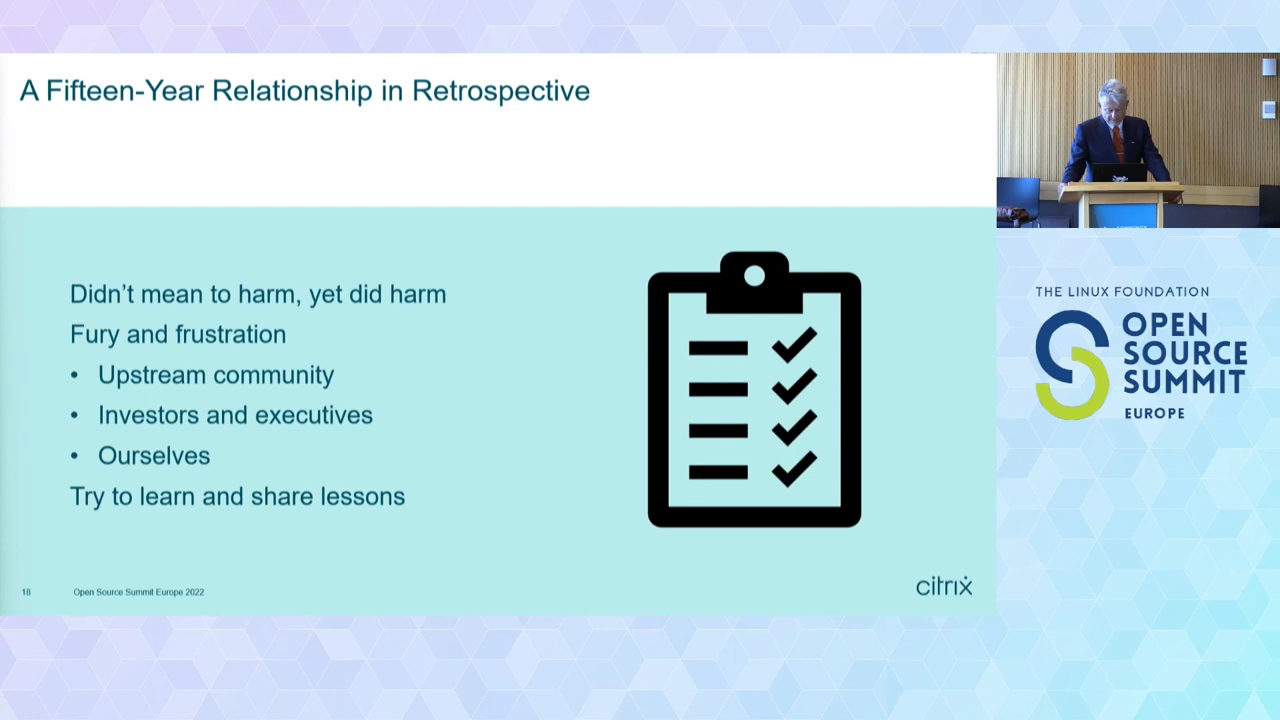 A Fifteen-Year Relationship in Retrospective
Didn't mean to harm, yet did harm
Fury and frustration
• Upstream community
• Investors and executives
• Ourselves
Try to learn and share lessons
18
Open Source Summit Europe 2022
citrix
THE LINUX FOUNDATION
OPEN
SOURCE
SUMMIT
EUROPE